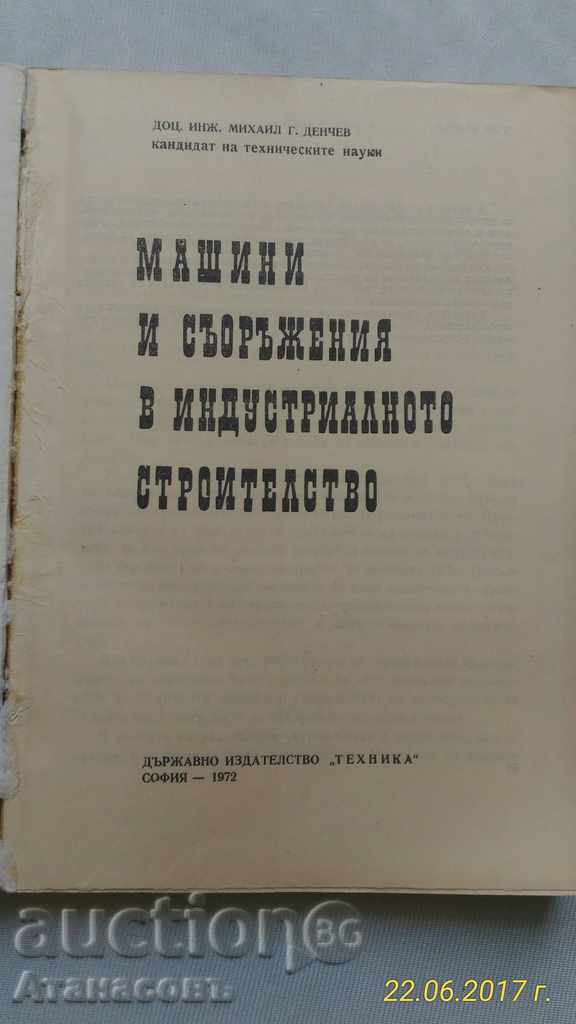 ДОЦ. ИНЖ. МИХАИЛ Г. ДЕНЧЕВ
кандидат на техническите науки
МАШИНИ
И СЪОРЪЖЕНИЯ
В ИНДУСТРИАЛНОТО
СТРОИТЕЛСТВО
ДЪРЖАВНО ИЗДАТЕЛСТВО „ТЕХНИКА“
СОФИЯ — 1972
auction BG
Атанасовъ
22.06.2017 г.